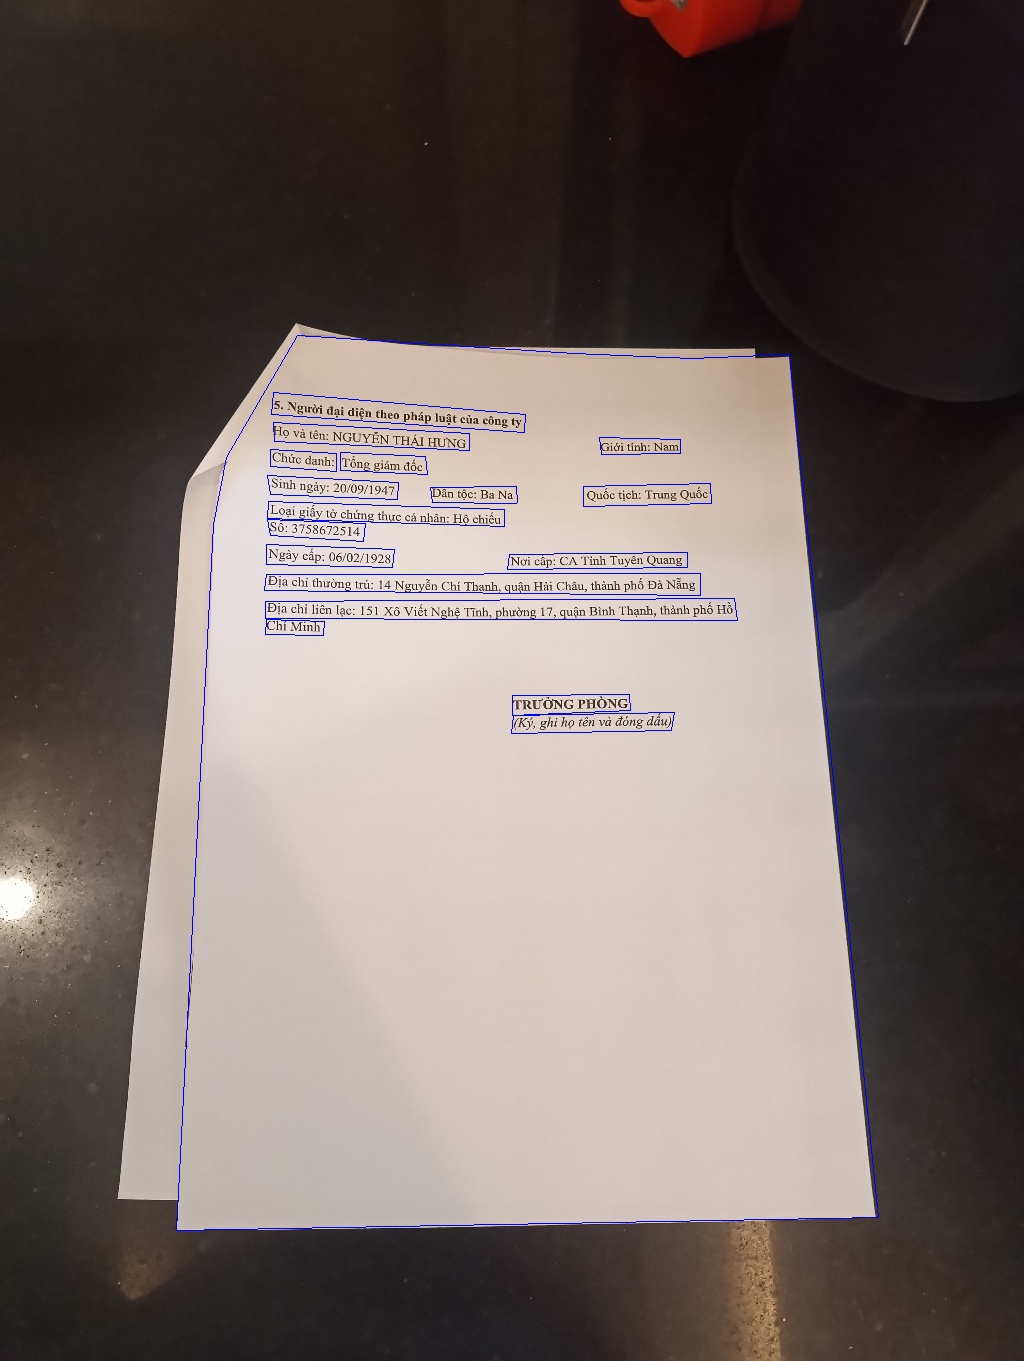 5. Người đại diện theo pháp luật của công ty
Họ và tên: NGUYỄN THÁI HƯNG Giới tính: Nam
Chức danh: Tổng giám đốc
Sinh ngày: 20/09/1947 Dân tộc: Ba Na Quốc tịch: Trung Quốc
Loại giấy tờ chứng thực cá nhân: Hộ chiếu
Số: 3758672514
Ngày cấp: 06/02/1928 Nơi cấp: CA Tỉnh Tuyên Quang
Địa chỉ thường trú: 14 Nguyễn Chí Thanh, quận Hải Châu, thành phố Đà Nẵng
Địa chỉ liên lạc: 151 Xô Viết Nghệ Tĩnh, phường 17, quận Bình Thạnh, thành phố Hồ
Chí Minh
TRƯỞNG PHÒNG
(Ký, ghi họ tên và đóng dấu)